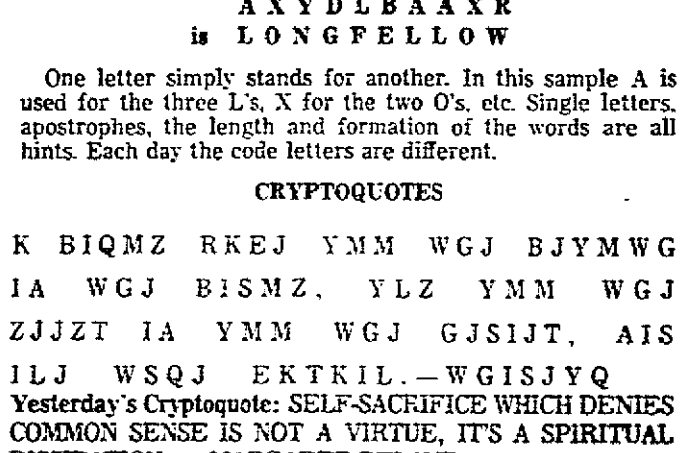 AXYDLBAAXR
is LONGFELLOW
One letter simply stands for another. In this sample A is
used for the three L's, X for the two O's, etc. Single letters,
apostrophes, the length and formation of the words are all
hints. Each day the code letters are different.
CRYPTOQUOTES
K BIQMZ RKEJ YMM WGJ BJYMWG
IA WGJ BISMZ, YLZ YMM WGJ
ZJJZT IA YMM WGJ GJSIJT, AIS
ILJ WSQJ EKTKIL.—WGISJYQ
Yesterday's Cryptoquote: SELF-SACRIFICE WHICH DENIES
COMMON SENSE IS NOT A VIRTUE, IT'S A SPIRITUAL